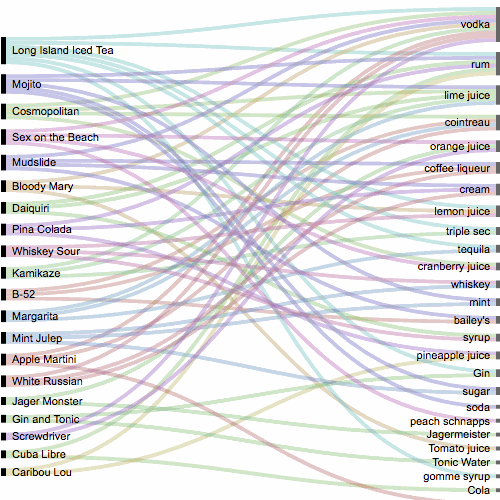 Long Island Iced Tea
Mojito
Cosmopolitan
Sex on the Beach
Mudslide
Bloody Mary
Daiquiri
Pina Colada
Whiskey Sour
Kamikaze
B-52
Margarita
Mint Julep
Apple Martini
White Russian
Jager Monster
Gin and Tonic
Screwdriver
Cuba Libre
Caribou Lou
vodka
rum
lime juice
cointreau
orange juice
coffee liqueur
cream
lemon juice
triple sec
tequila
cranberry juice
whiskey
mint
bailey's
syrup
pineapple juice
Gin
sugar
soda
peach schnapps
Jagermeister
Tomato juice
Tonic Water
gomme syrup
Cola